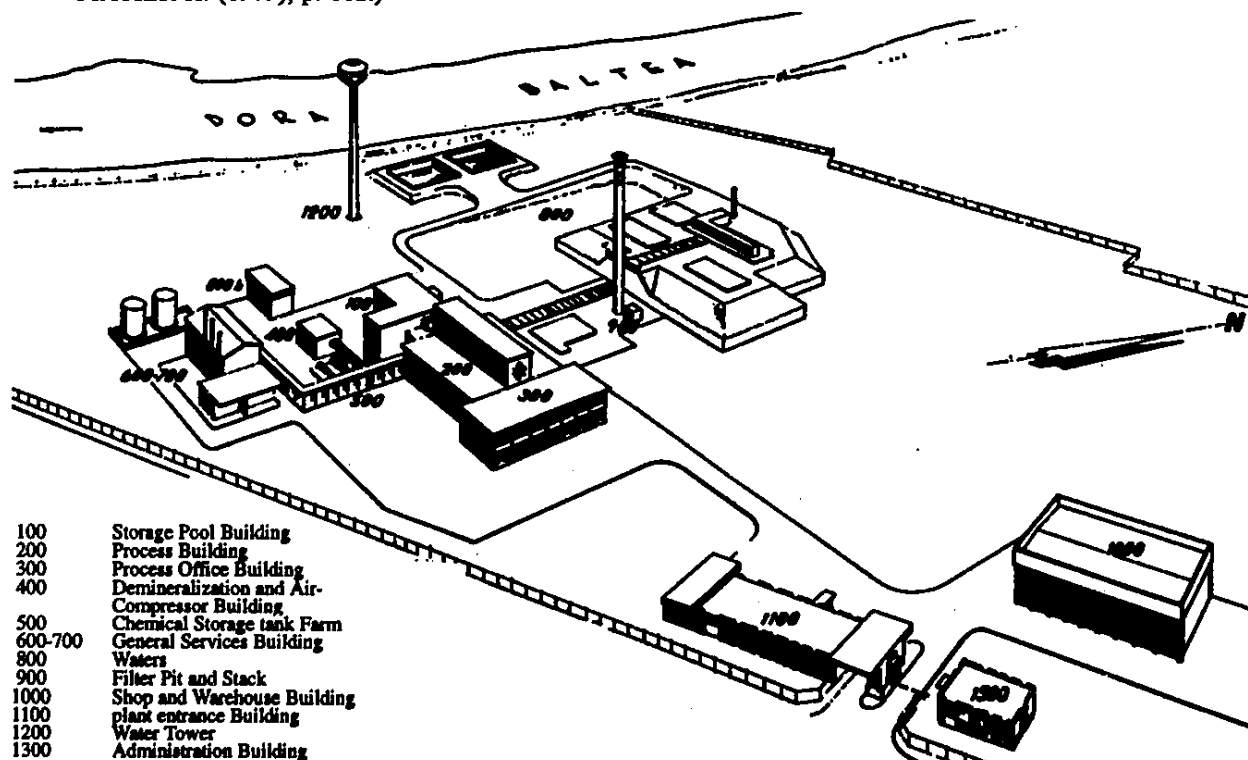 DORA BALTEA
1200
800
100
400
900
600-700
200
300
500
N
1000
1100
1300
100 Storage Pool Building
200 Process Building
300 Process Office Building
400 Demineralization and Air-
Compressor Building
500 Chemical Storage tank Farm
600-700 General Services Building
800 Waters
900 Filter Pit and Stack
1000 Shop and Warehouse Building
1100 plant entrance Building
1200 Water Tower
1300 Administration Building